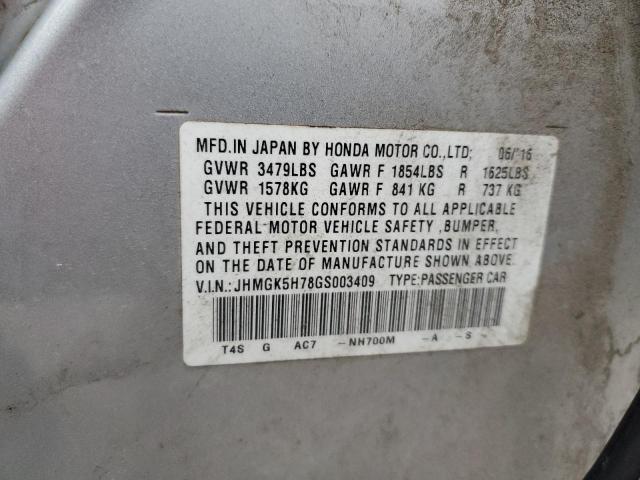 MFD.IN JAPAN BY HONDA MOTOR CO.,LTD; 06/16
GVWR 3479LBS GAWR F 1854LBS R 1625LBS
GVWR 1578KG GAWR F 841 KG R 737 KG
THIS VEHICLE CONFORMS TO ALL APPLICABLE
FEDERAL MOTOR VEHICLE SAFETY ,BUMPER,
AND THEFT PREVENTION STANDARDS IN EFFECT
ON THE DATE OF MANUFACTURE SHOWN ABOVE.
V.I.N.:JHMGK5H78GS003409 TYPE:PASSENGER CAR
T4S G AC7 -NH700M -A -S-